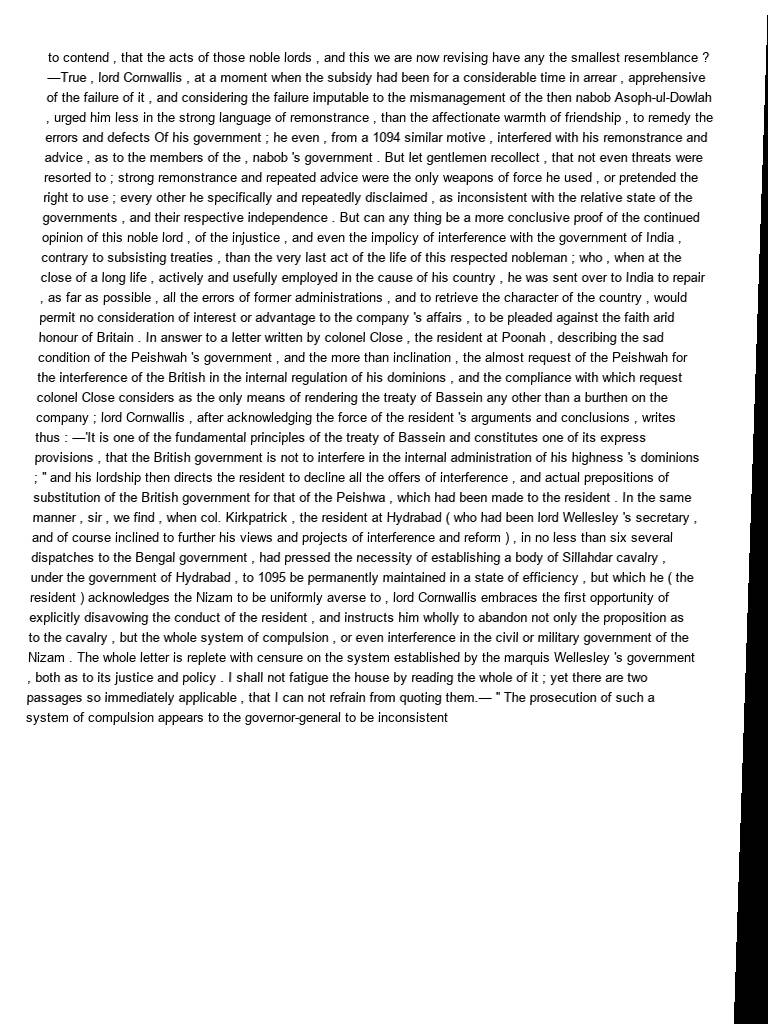 to contend , that the acts of those noble lords , and this we are now revising have any the smallest resemblance ?
—True , lord Cornwallis , at a moment when the subsidy had been for a considerable time in arrear , apprehensive
of the failure of it , and considering the failure imputable to the mismanagement of the then nabob Asoph-ul-Dowlah
, urged him less in the strong language of remonstrance , than the affectionate warmth of friendship , to remedy the
errors and defects Of his government ; he even , from a 1094 similar motive , interfered with his remonstrance and
advice , as to the members of the , nabob 's government . But let gentlemen recollect , that not even threats were
resorted to ; strong remonstrance and repeated advice were the only weapons of force he used , or pretended the
right to use ; every other he specifically and repeatedly disclaimed , as inconsistent with the relative state of the
governments , and their respective independence . But can any thing be a more conclusive proof of the continued
opinion of this noble lord , of the injustice , and even the impolicy of interference with the government of India ,
contrary to subsisting treaties , than the very last act of the life of this respected nobleman ; who , when at the
close of a long life , actively and usefully employed in the cause of his country , he was sent over to India to repair
, as far as possible , all the errors of former administrations , and to retrieve the character of the country , would
permit no consideration of interest or advantage to the company 's affairs , to be pleaded against the faith arid
honour of Britain . In answer to a letter written by colonel Close , the resident at Poonah , describing the sad
condition of the Peishwah 's government , and the more than inclination , the almost request of the Peishwah for
the interference of the British in the internal regulation of his dominions , and the compliance with which request
colonel Close considers as the only means of rendering the treaty of Bassein any other than a burthen on the
company ; lord Cornwallis , after acknowledging the force of the resident 's arguments and conclusions , writes
thus : —'It is one of the fundamental principles of the treaty of Bassein and constitutes one of its express
provisions , that the British government is not to interfere in the internal administration of his highness 's dominions
; " and his lordship then directs the resident to decline all the offers of interference , and actual prepositions of
substitution of the British government for that of the Peishwa , which had been made to the resident . In the same
manner , sir , we find , when col. Kirkpatrick , the resident at Hydrabad ( who had been lord Wellesley 's secretary ,
and of course inclined to further his views and projects of interference and reform ) , in no less than six several
dispatches to the Bengal government , had pressed the necessity of establishing a body of Sillahdar cavalry ,
under the government of Hydrabad , to 1095 be permanently maintained in a state of efficiency , but which he ( the
resident ) acknowledges the Nizam to be uniformly averse to , lord Cornwallis embraces the first opportunity of
explicitly disavowing the conduct of the resident , and instructs him wholly to abandon not only the proposition as
to the cavalry , but the whole system of compulsion , or even interference in the civil or military government of the
Nizam . The whole letter is replete with censure on the system established by the marquis Wellesley 's government
, both as to its justice and policy . I shall not fatigue the house by reading the whole of it ; yet there are two
passages so immediately applicable , that I can not refrain from quoting them.— " The prosecution of such a
system of compulsion appears to the governor-general to be inconsistent